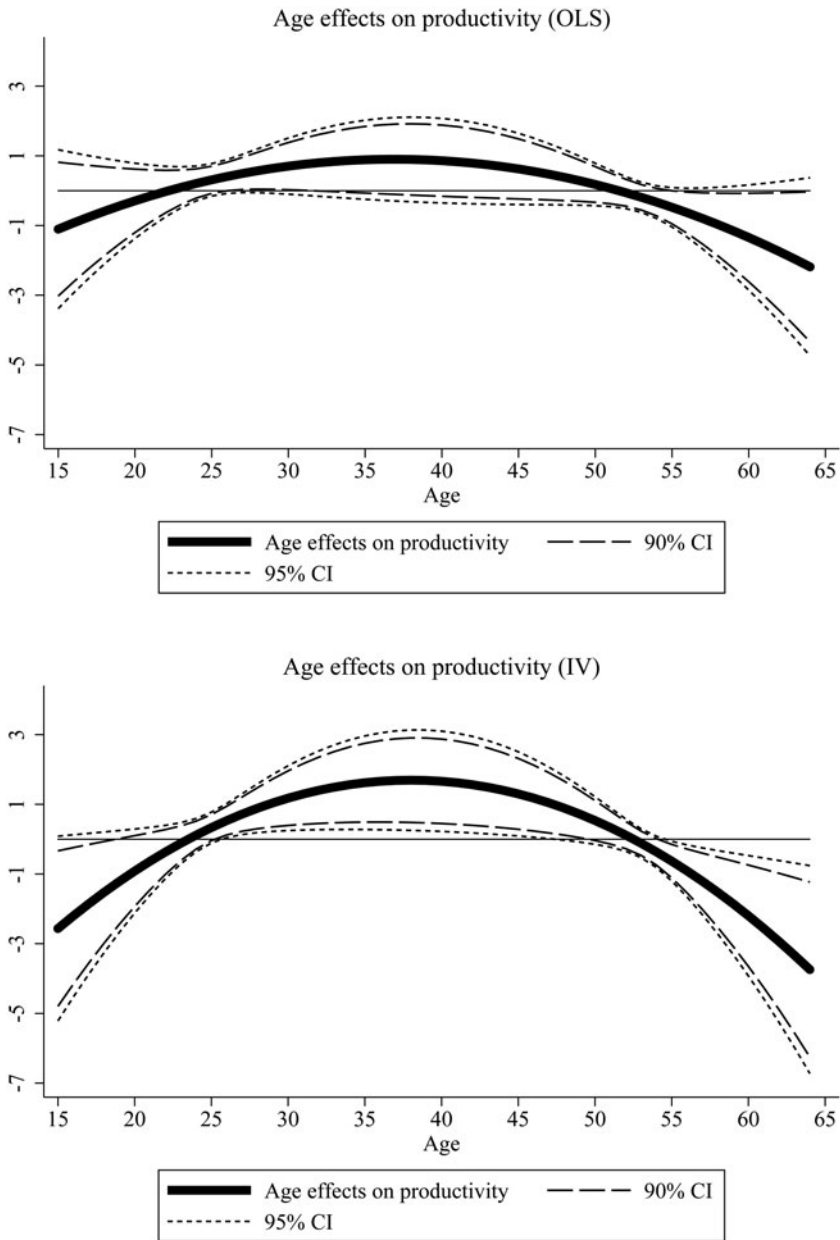 Age effects on productivity (OLS)
3
1
-1
-3
-5
-7
15 20 25 30 35 40 45 50 55 60 65
Age
Age effects on productivity 90% CI
95% CI
Age effects on productivity (IV)
3
1
-1
-3
-5
-7
15 20 25 30 35 40 45 50 55 60 65
Age
Age effects on productivity 90% CI
95% CI